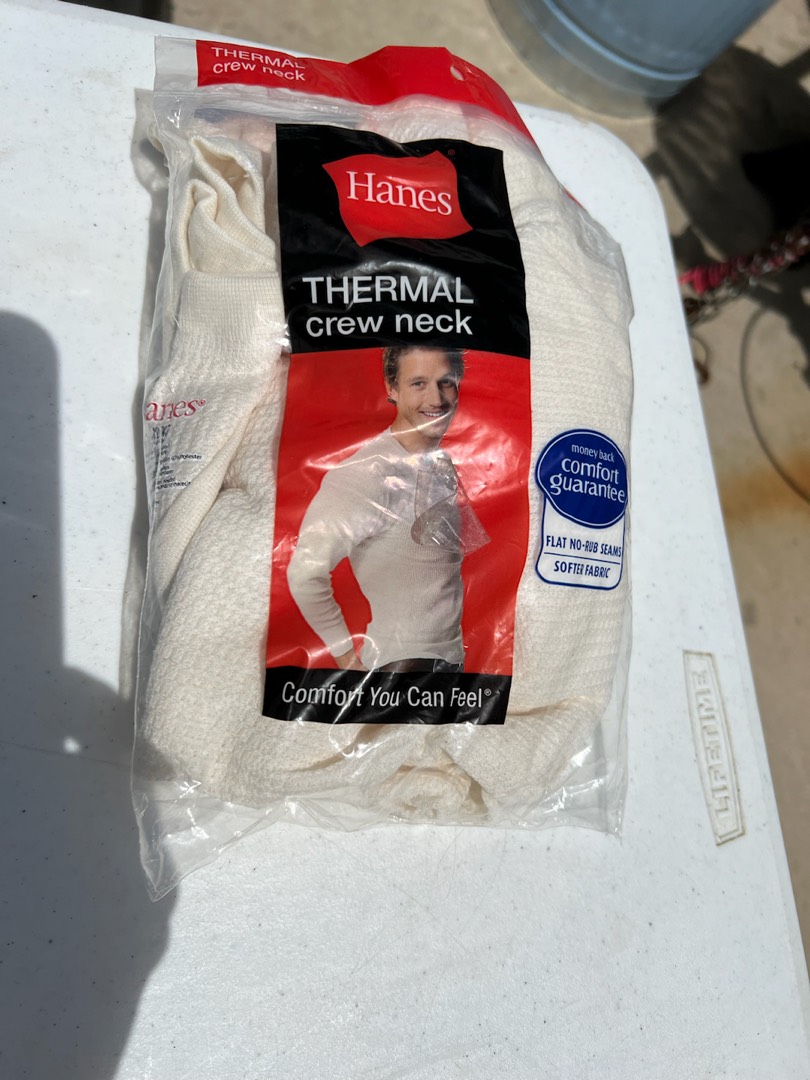 THERMAL
crew neck
Hanes
THERMAL
crew neck
anes®
money back
comfort
guarantee
FLAT NO-RUB SEAMS
SOFTER FABRIC
Comfort You Can Feel®
LIFETIME